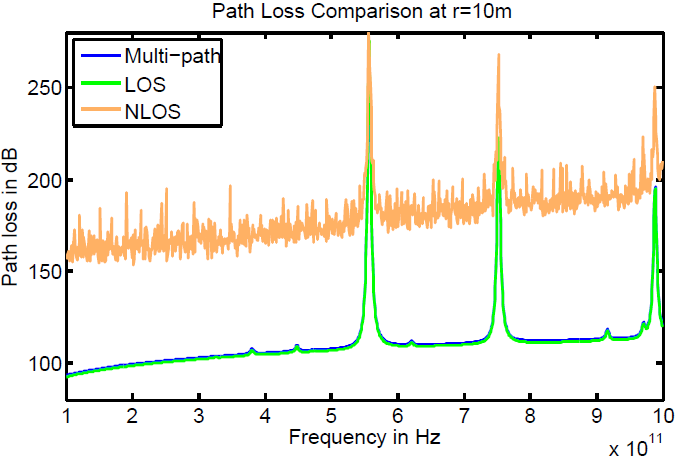 Path Loss Comparison at r=10m
Path loss in dB
250
200
150
100
Multi−path
LOS
NLOS
1 2 3 4 5 6 7 8 9 10
Frequency in Hz
x 10^11